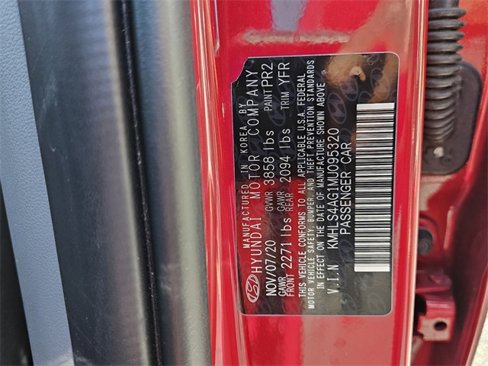 MANUFACTURED IN KOREA, BY
HYUNDAI MOTOR COMPANY
NOV/07/20 GVWR 3858 lbs PAINT PR2
GAWR FRONT 2271 lbs GAWR REAR 2094 lbs TRIM YFR
THIS VEHICLE CONFORMS TO ALL APPLICABLE U.S.A. FEDERAL
MOTOR VEHICLE SAFETY, BUMPER, AND THEFT PREVENTION STANDARDS
IN EFFECT ON THE DATE OF MANUFACTURE SHOWN ABOVE
V.I.N KMHLS4AG1MU095320
PASSENGER CAR